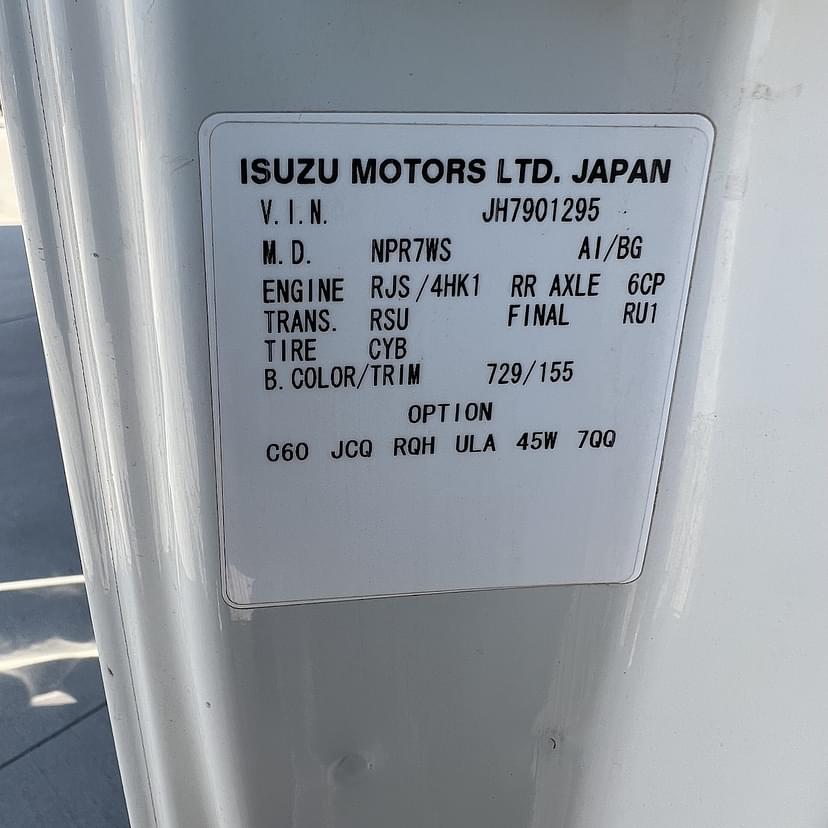 ISUZU MOTORS LTD. JAPAN
V.I.N. JH7901295
M.D. NPR7WS AI/BG
ENGINE RJS/4HK1 RR AXLE 6CP
TRANS. RSU FINAL RU1
TIRE CYB
B.COLOR/TRIM 729/155
OPTION
C60 JCQ RQH ULA 45W 7QQ